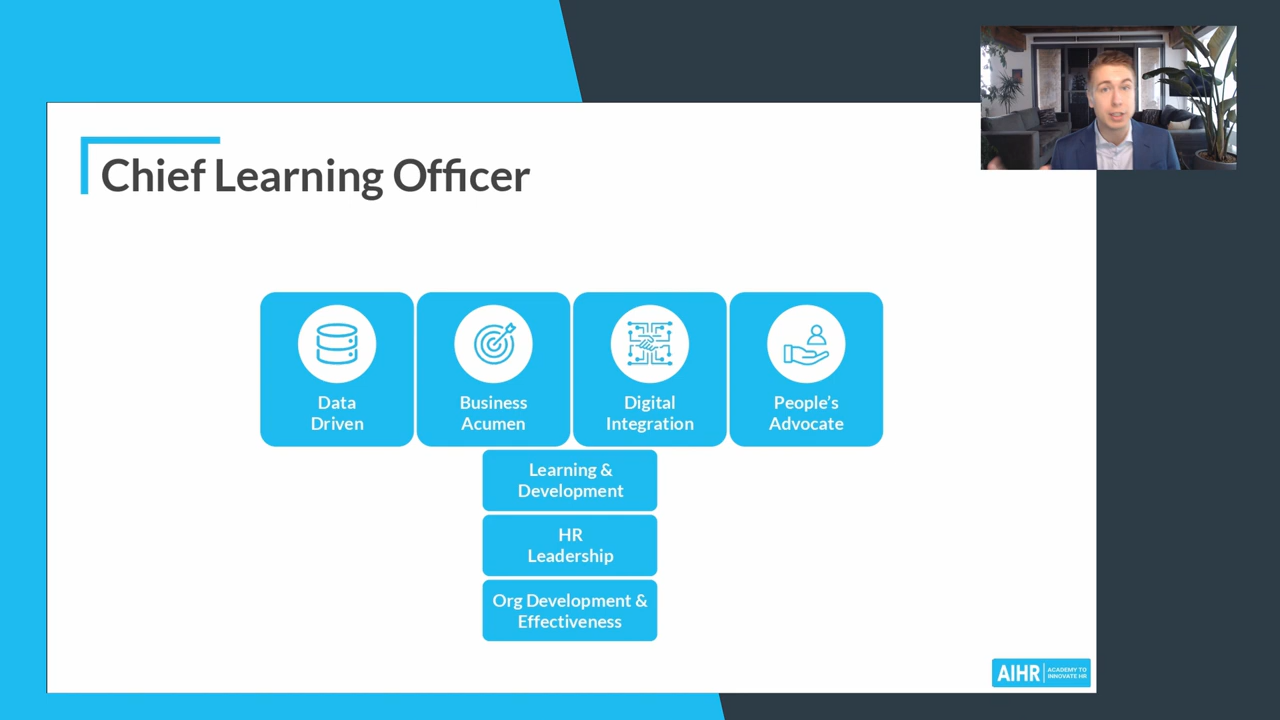 Chief Learning Officer
Data
Driven
Business
Acumen
Digital
Integration
People’s
Advocate
Learning &
Development
HR
Leadership
Org Development &
Effectiveness
AIHR
ACADEMY TO
INNOVATE HR